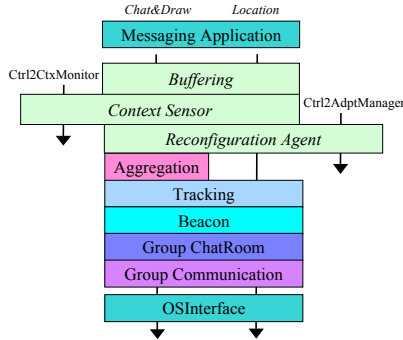 Chat&Draw Location
Messaging Application
Ctrl2CtxMonitor
Buffering
Context Sensor
Ctrl2AdptManager
Reconfiguration Agent
Aggregation
Tracking
Beacon
Group ChatRoom
Group Communication
OSInterface